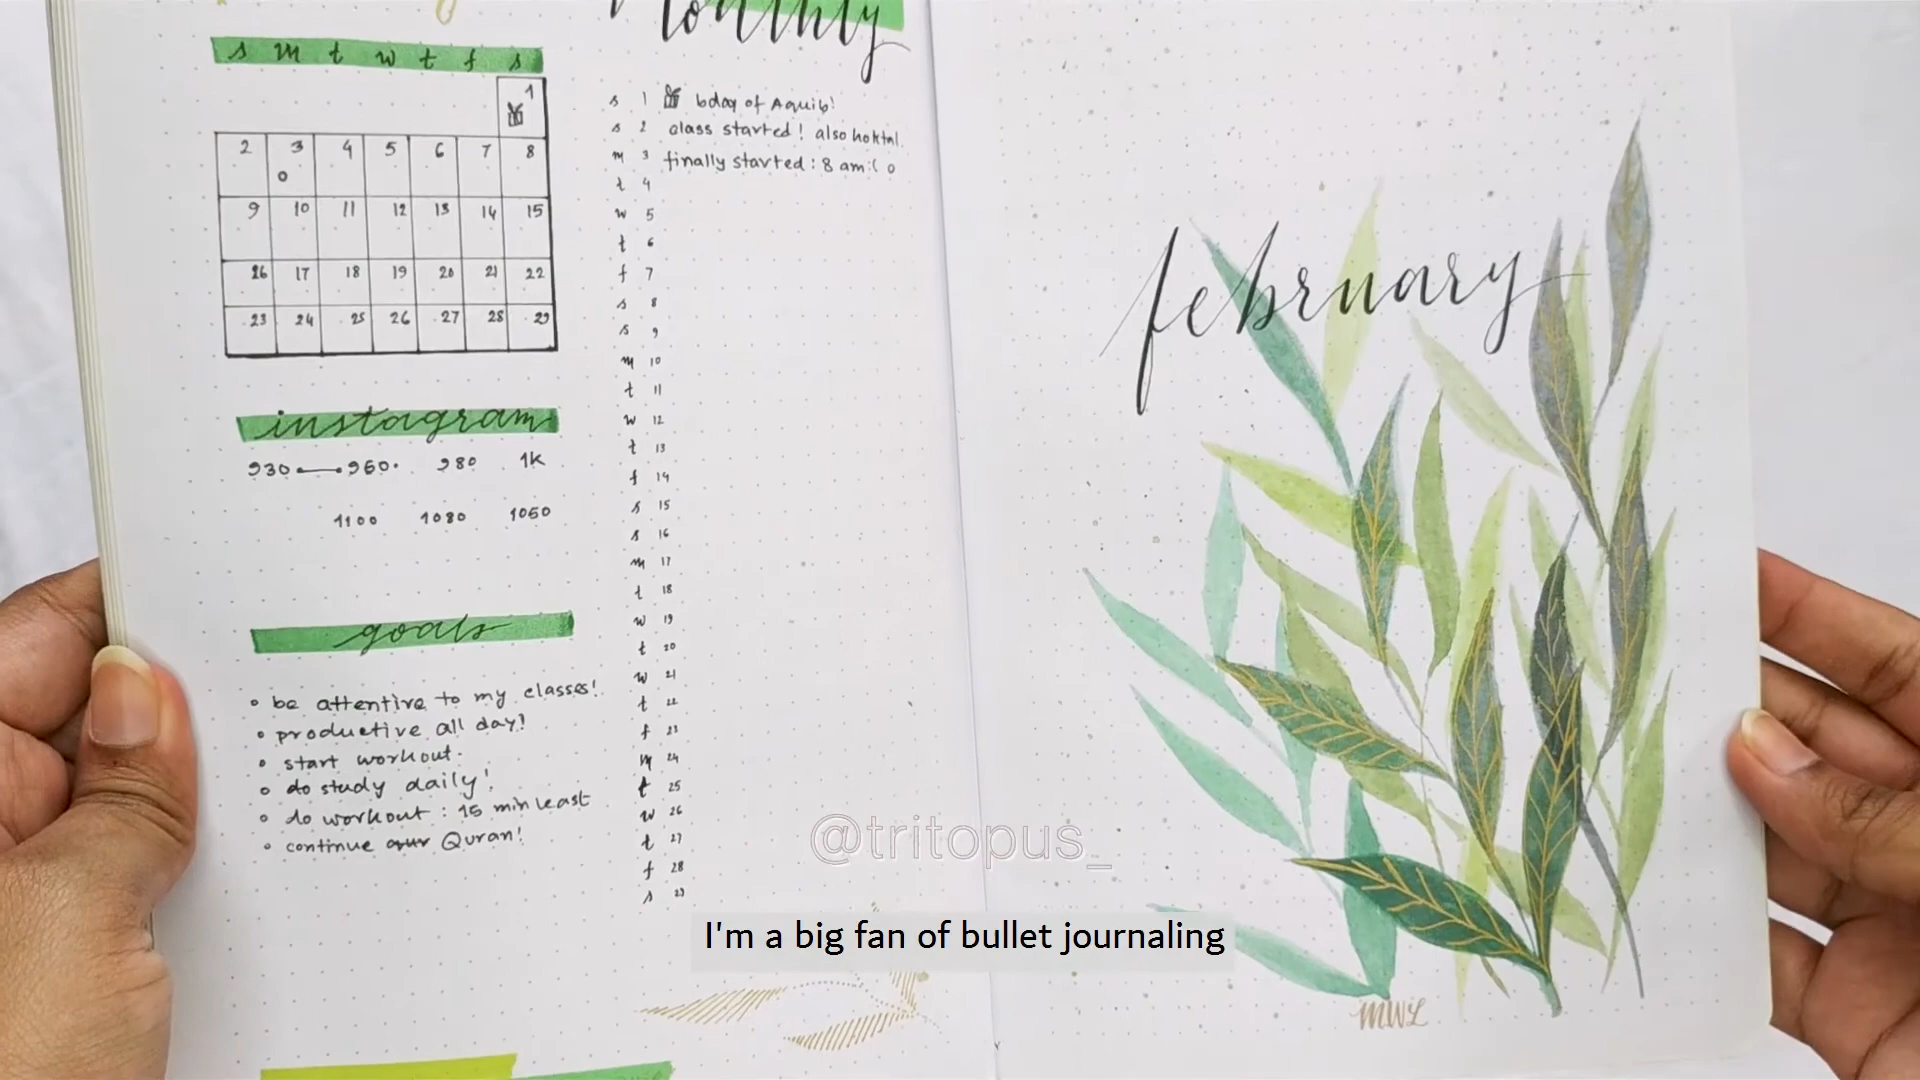 monthly
s m t w t f s
1
2 3 4 5 6 7 8
9 10 11 12 13 14 15
16 17 18 19 20 21 22
23 24 25 26 27 28 29
instagram
930 960. 980 1K
1100 1080 1050
goals
• be attentive to my classes!
• productive all day!
• start workout.
• do study daily!
• do workout : 15 min least
• continue Quran!
s 1 bday of Aquib!
s 2 class started! also
m 3 finally started : 8 am :( o
t 4
w 5
t 6
f 7
s 8
s 9
m 10
t 11
w 12
t 13
f 14
s 15
s 16
m 17
t 18
w 19
t 20
w 21
t 22
f 23
m 24
t 25
w 26
t 27
f 28
s 29
february
MWL
@tritopus_
I'm a big fan of bullet journaling